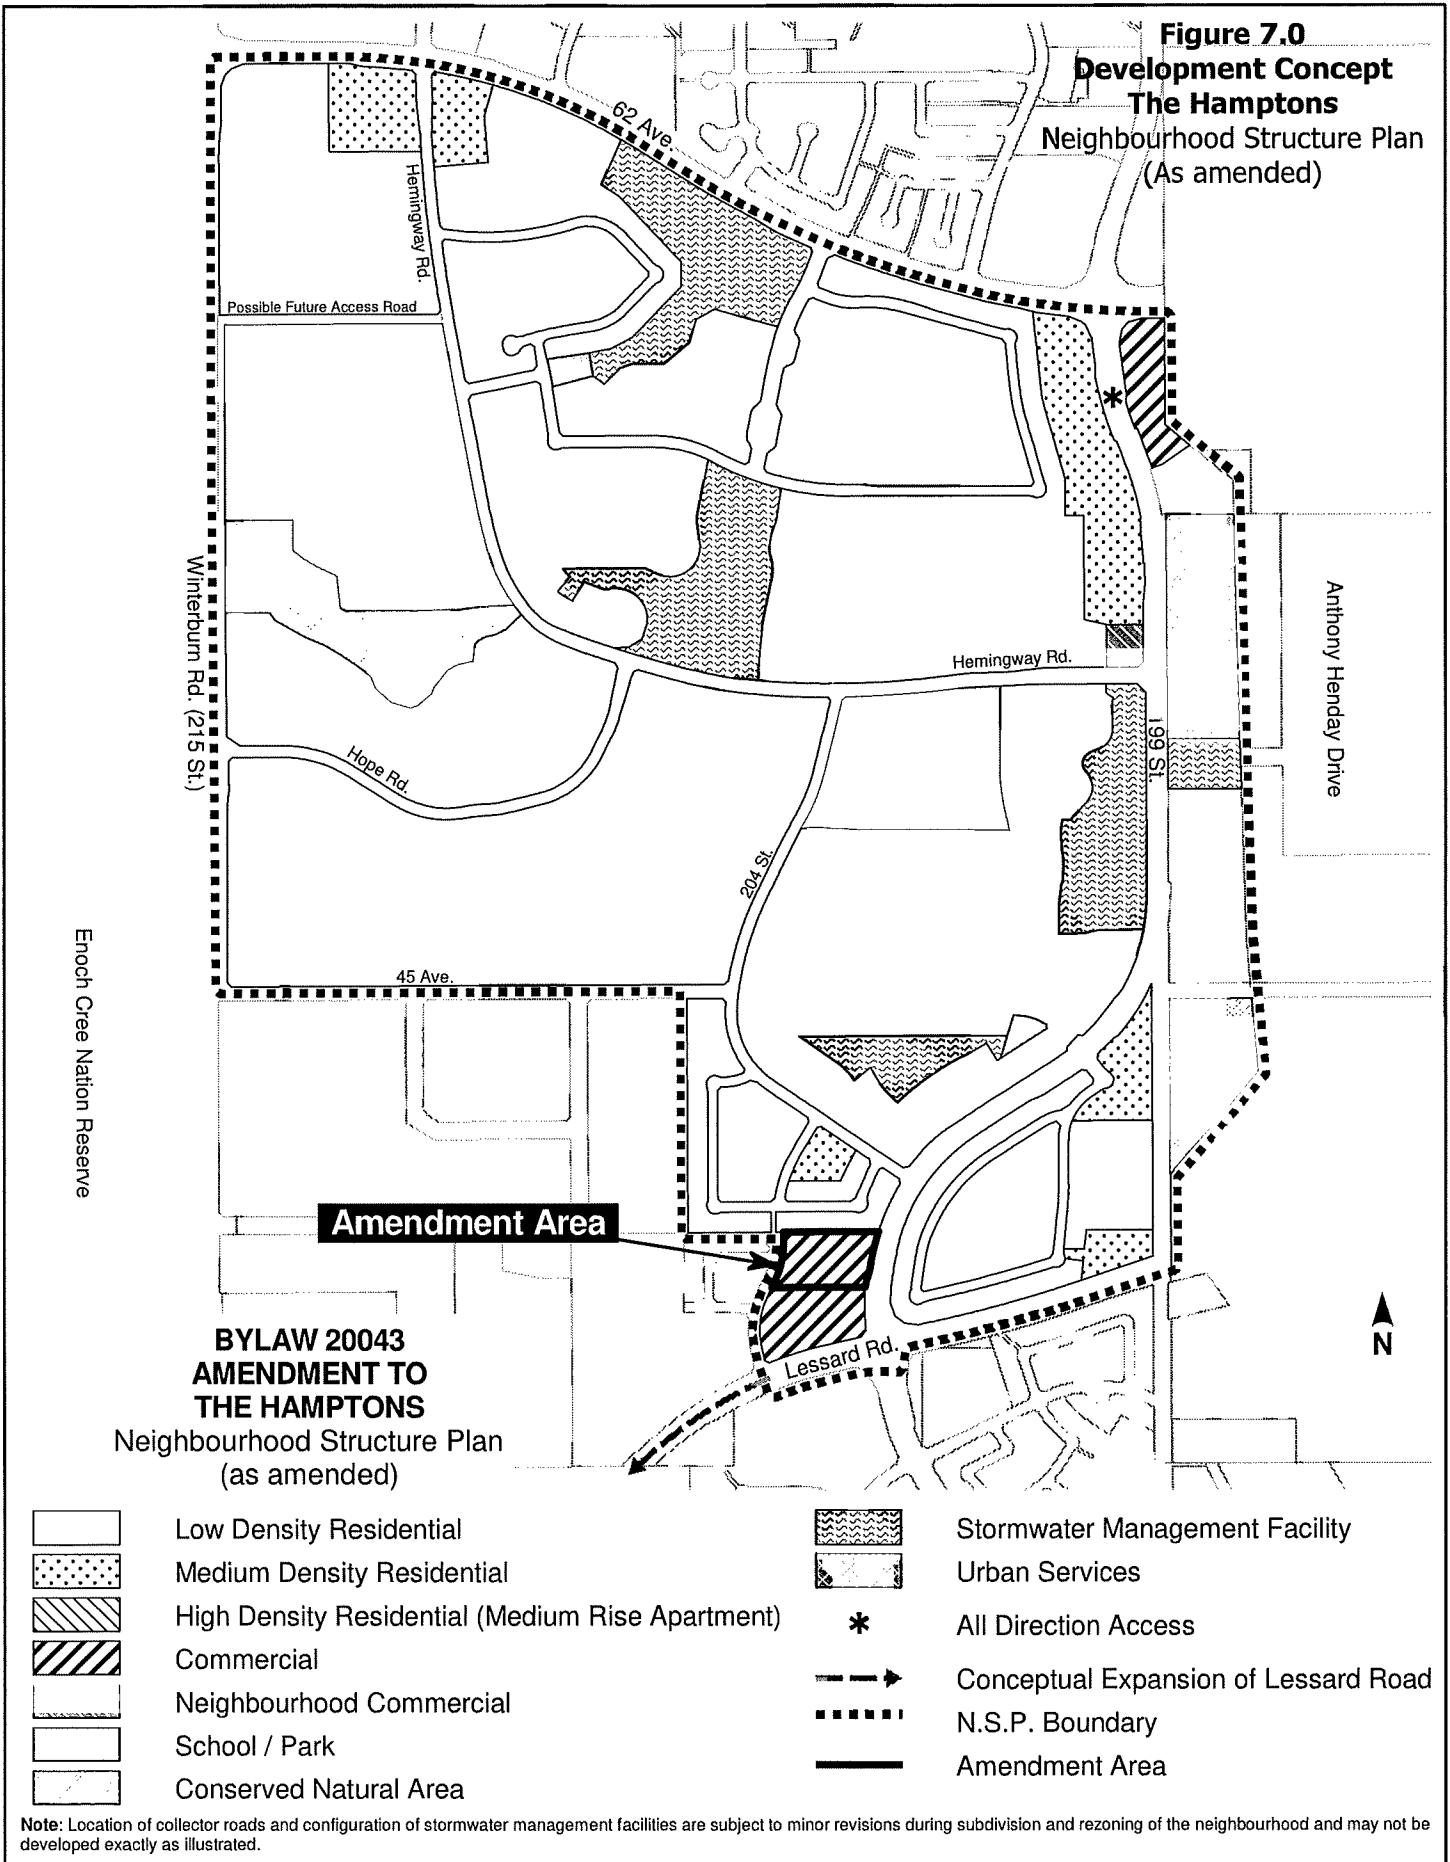 Figure 7.0
Development Concept
The Hamptons
Neighbourhood Structure Plan
(As amended)
62 Ave.
Hemingway Rd.
Possible Future Access Road
*
Winterburn Rd. (215 St.)
Hemingway Rd.
Anthony Henday Drive
199 St.
Hope Rd.
204 St.
Enoch Cree Nation Reserve
45 Ave.
Amendment Area
Lessard Rd.
N
BYLAW 20043
AMENDMENT TO
THE HAMPTONS
Neighbourhood Structure Plan
(as amended)
Low Density Residential
Medium Density Residential
High Density Residential (Medium Rise Apartment)
Commercial
Neighbourhood Commercial
School / Park
Conserved Natural Area
Stormwater Management Facility
Urban Services
* All Direction Access
Conceptual Expansion of Lessard Road
N.S.P. Boundary
Amendment Area
Note: Location of collector roads and configuration of stormwater management facilities are subject to minor revisions during subdivision and rezoning of the neighbourhood and may not be
developed exactly as illustrated.